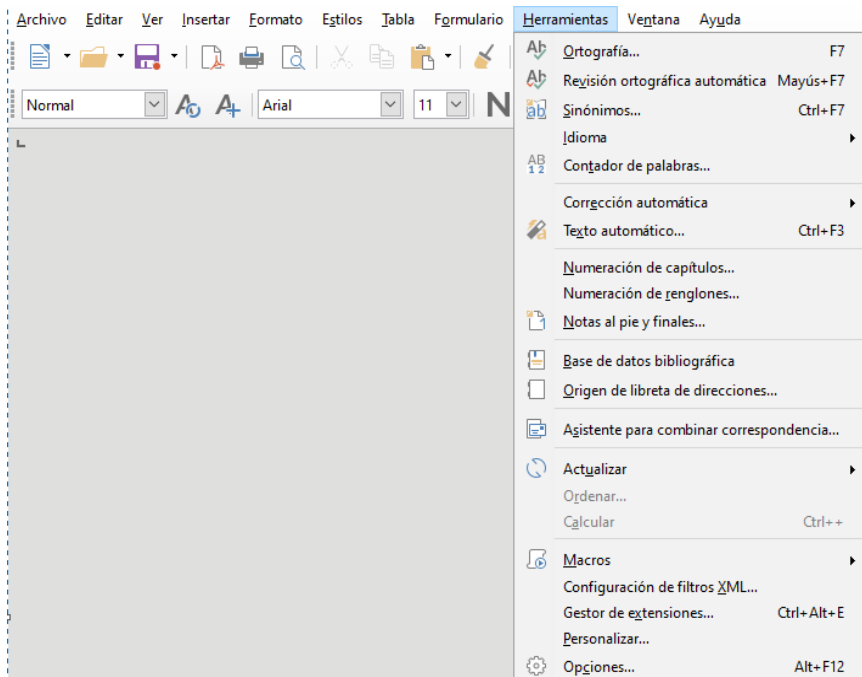 Archivo Editar Ver Insertar Formato Estilos Tabla Formulario Herramientas Ventana Ayuda
Normal Arial 11 N
Ortografía... F7
Revisión ortográfica automática Mayús+F7
Sinónimos... Ctrl+F7
Idioma
Contador de palabras...
Corrección automática
Texto automático... Ctrl+F3
Numeración de capítulos...
Numeración de renglones...
Notas al pie y finales...
Base de datos bibliográfica
Origen de libreta de direcciones...
Asistente para combinar correspondencia...
Actualizar
Ordenar...
Calcular Ctrl++
Macros
Configuración de filtros XML...
Gestor de extensiones... Ctrl+Alt+E
Personalizar...
Opciones... Alt+F12